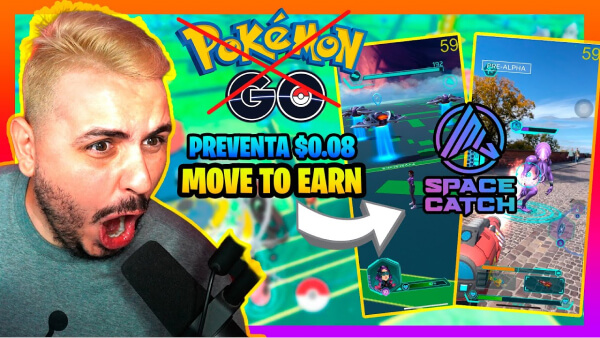 POKÉMON
GO
PREVENTA $0.08
MOVE TO EARN
59
59
PRE-ALPHA
SPACE
CATCH